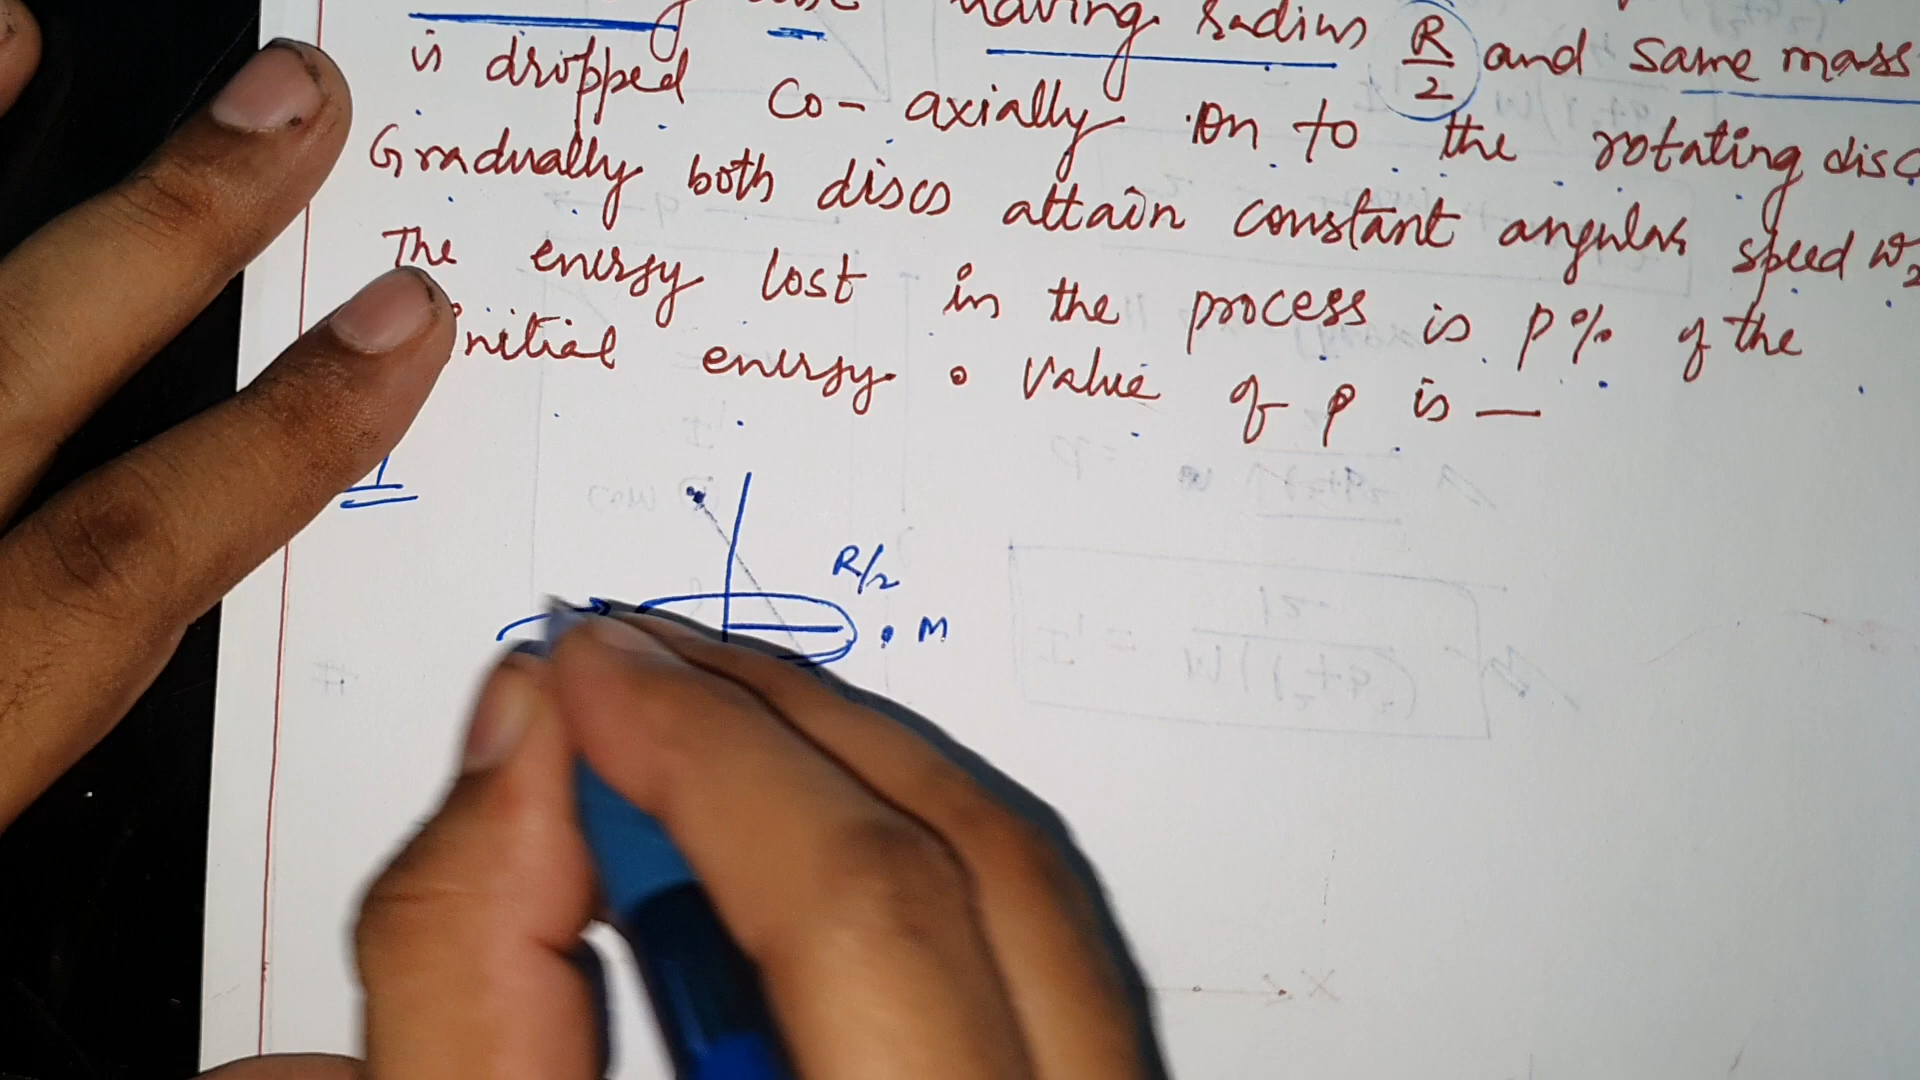 having radius R/2 and same mass
is dropped co-axially on to the rotating disc
Gradually both discs attain constant angular speed ω2
The energy lost in the process is p% of the
initial energy. Value of p is —
R/2
M